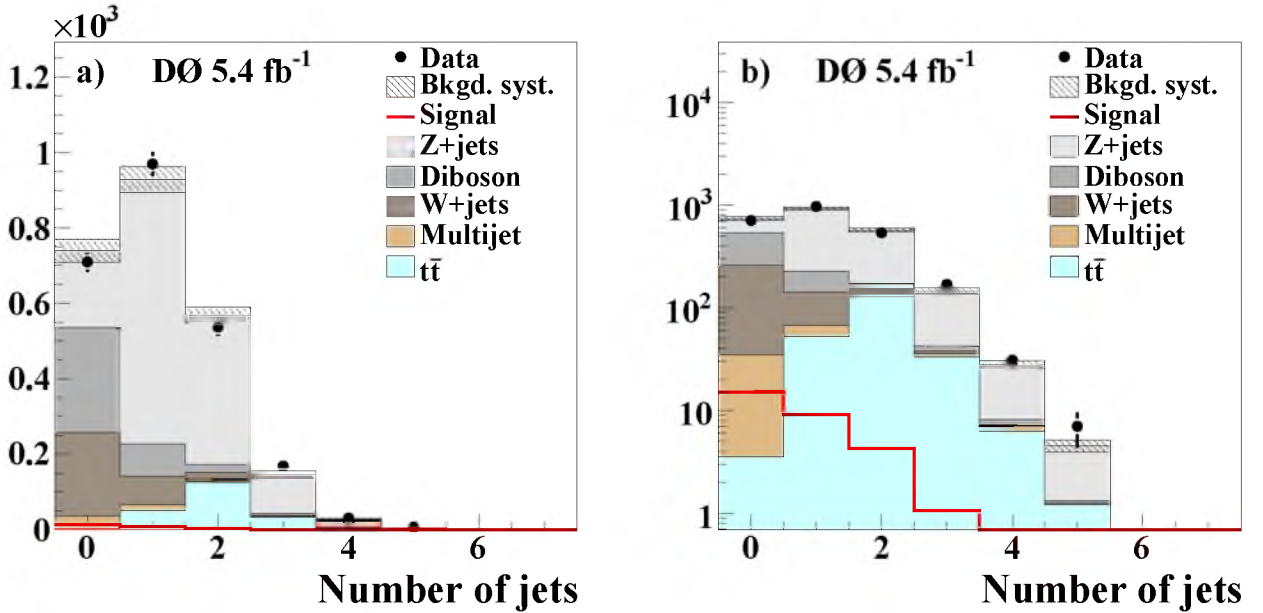 ×10³
a) DØ 5.4 fb⁻¹
Data
Bkgd. syst.
Signal
Z+jets
Diboson
W+jets
Multijet
tt̄
1.2
1
0.8
0.6
0.4
0.2
0
0 2 4 6
Number of jets
b) DØ 5.4 fb⁻¹
Data
Bkgd. syst.
Signal
Z+jets
Diboson
W+jets
Multijet
tt̄
10⁴
10³
10²
10
1
0 2 4 6
Number of jets